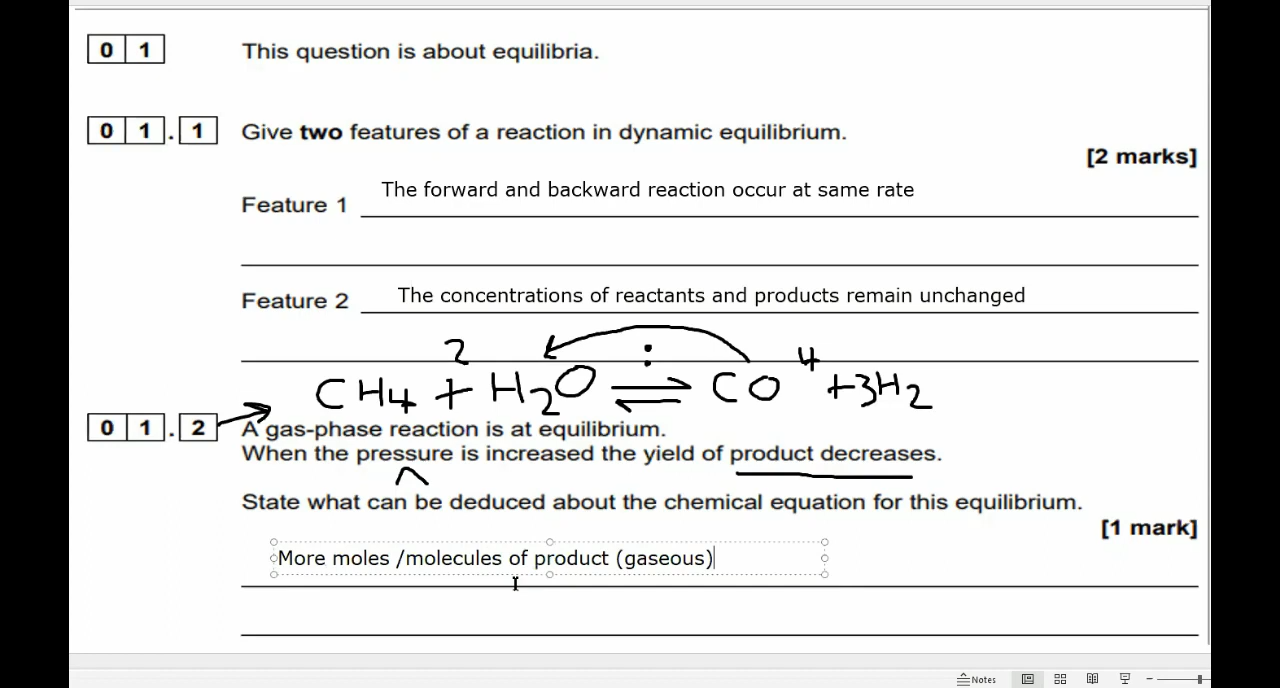 0 1 This question is about equilibria.
0 1 . 1 Give two features of a reaction in dynamic equilibrium.
[2 marks]
The forward and backward reaction occur at same rate
Feature 1
The concentrations of reactants and products remain unchanged
Feature 2
2 : 4
CH4 + H2O ⇌ CO + 3H2
0 1 . 2 A gas-phase reaction is at equilibrium.
When the pressure is increased the yield of product decreases.
State what can be deduced about the chemical equation for this equilibrium.
[1 mark]
More moles /molecules of product (gaseous)
Notes